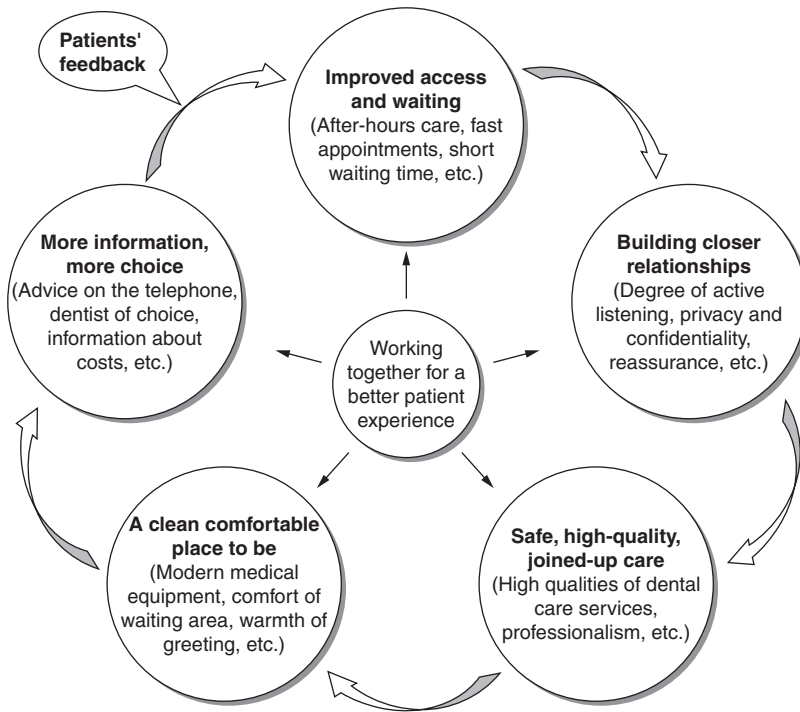 Patients'
feedback
Improved access
and waiting
(After-hours care, fast
appointments, short
waiting time, etc.)
More information,
more choice
(Advice on the telephone,
dentist of choice,
information about
costs, etc.)
Building closer
relationships
(Degree of active
listening, privacy and
confidentiality,
reassurance, etc.)
Working
together for a
better patient
experience
A clean comfortable
place to be
(Modern medical
equipment, comfort of
waiting area, warmth of
greeting, etc.)
Safe, high-quality,
joined-up care
(High qualities of dental
care services,
professionalism, etc.)